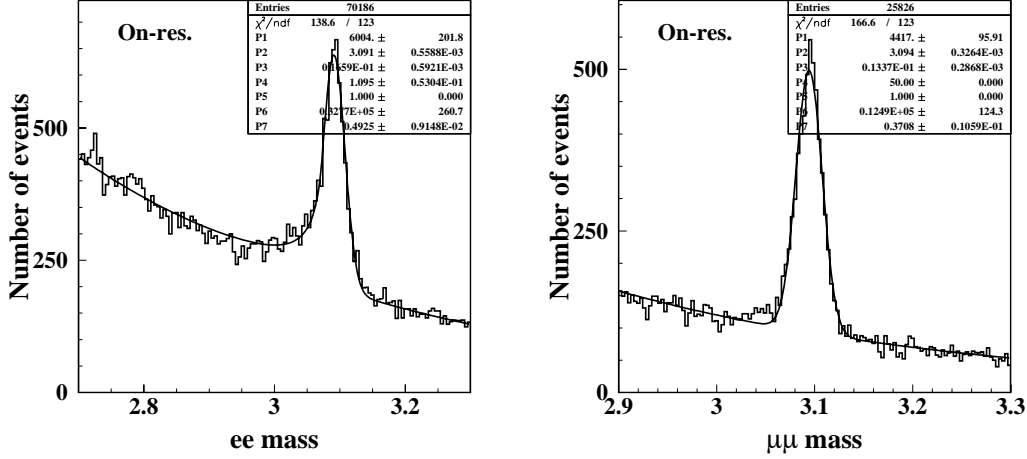 Entries 70186
χ²/ndf 138.6 / 123
P1 6004. ± 201.8
P2 3.091 ± 0.5588E-03
P3 0.1659E-01 ± 0.5921E-03
P4 1.095 ± 0.5304E-01
P5 1.000 ± 0.000
P6 0.3277E+05 ± 260.7
P7 0.4925 ± 0.9148E-02
On-res.
Number of events
500
250
0
2.8 3 3.2
ee mass
Entries 25826
χ²/ndf 166.6 / 123
P1 4417. ± 95.91
P2 3.094 ± 0.3264E-03
P3 0.1337E-01 ± 0.2868E-03
P4 50.00 ± 0.000
P5 1.000 ± 0.000
P6 0.1249E+05 ± 124.3
P7 0.3708 ± 0.1059E-01
On-res.
Number of events
500
250
0
2.9 3 3.1 3.2 3.3
μμ mass